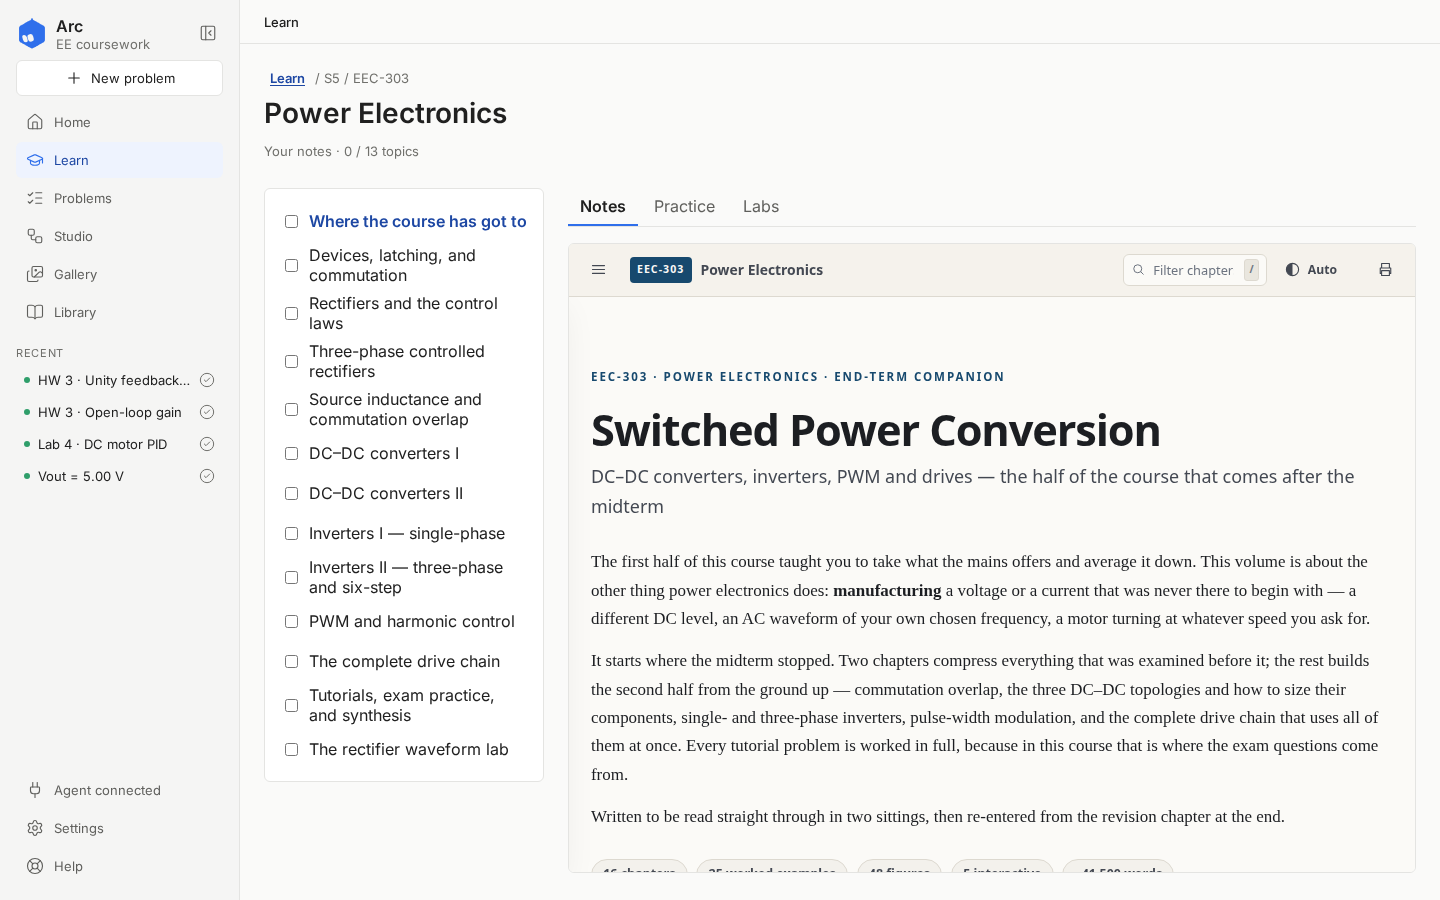 Arc
EE coursework
New problem
Home
Learn
Problems
Studio
Gallery
Library
RECENT
HW 3 · Unity feedback...
HW 3 · Open-loop gain
Lab 4 · DC motor PID
Vout = 5.00 V
Agent connected
Settings
Help
Learn
Learn / S5 / EEC-303
Power Electronics
Your notes · 0 / 13 topics
Where the course has got to
Devices, latching, and
commutation
Rectifiers and the control
laws
Three-phase controlled
rectifiers
Source inductance and
commutation overlap
DC–DC converters I
DC–DC converters II
Inverters I — single-phase
Inverters II — three-phase
and six-step
PWM and harmonic control
The complete drive chain
Tutorials, exam practice,
and synthesis
The rectifier waveform lab
Notes Practice Labs
EEC-303 Power Electronics Filter chapter / Auto
EEC-303 · POWER ELECTRONICS · END-TERM COMPANION
Switched Power Conversion
DC–DC converters, inverters, PWM and drives — the half of the course that comes after the
midterm
The first half of this course taught you to take what the mains offers and average it down. This volume is about the
other thing power electronics does: manufacturing a voltage or a current that was never there to begin with — a
different DC level, an AC waveform of your own chosen frequency, a motor turning at whatever speed you ask for.
It starts where the midterm stopped. Two chapters compress everything that was examined before it; the rest builds
the second half from the ground up — commutation overlap, the three DC–DC topologies and how to size their
components, single- and three-phase inverters, pulse-width modulation, and the complete drive chain that uses all of
them at once. Every tutorial problem is worked in full, because in this course that is where the exam questions come
from.
Written to be read straight through in two sittings, then re-entered from the revision chapter at the end.